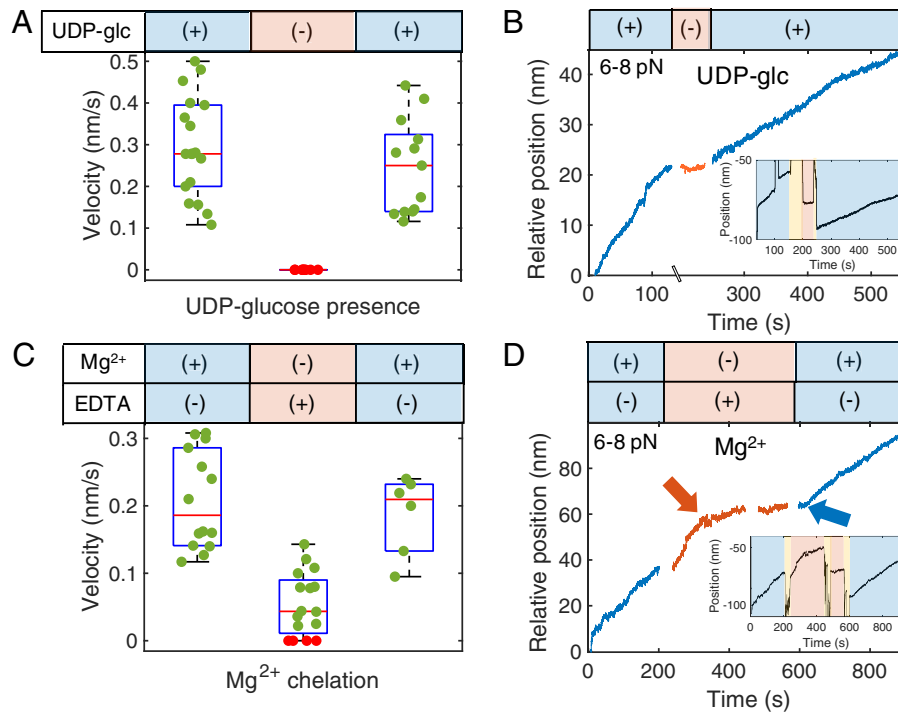 A
UDP-glc (+) (-) (+)
Velocity (nm/s)
0.5
0.4
0.3
0.2
0.1
0
UDP-glucose presence
B
(+) (-) (+)
6-8 pN UDP-glc
Relative position (nm)
40
30
20
10
0
0 100 300 400 500
Time (s)
Position (nm)
-50
-100
100 200 300 400 500
Time (s)
C
Mg²⁺ (+) (-) (+)
EDTA (-) (+) (-)
Velocity (nm/s)
0.3
0.2
0.1
0
Mg²⁺ chelation
D
(+) (-) (+)
(-) (+) (-)
6-8 pN Mg²⁺
Relative position (nm)
80
60
40
20
0
0 200 400 600 800
Time (s)
Position (nm)
-50
-100
0 200 400 600 800
Time (s)